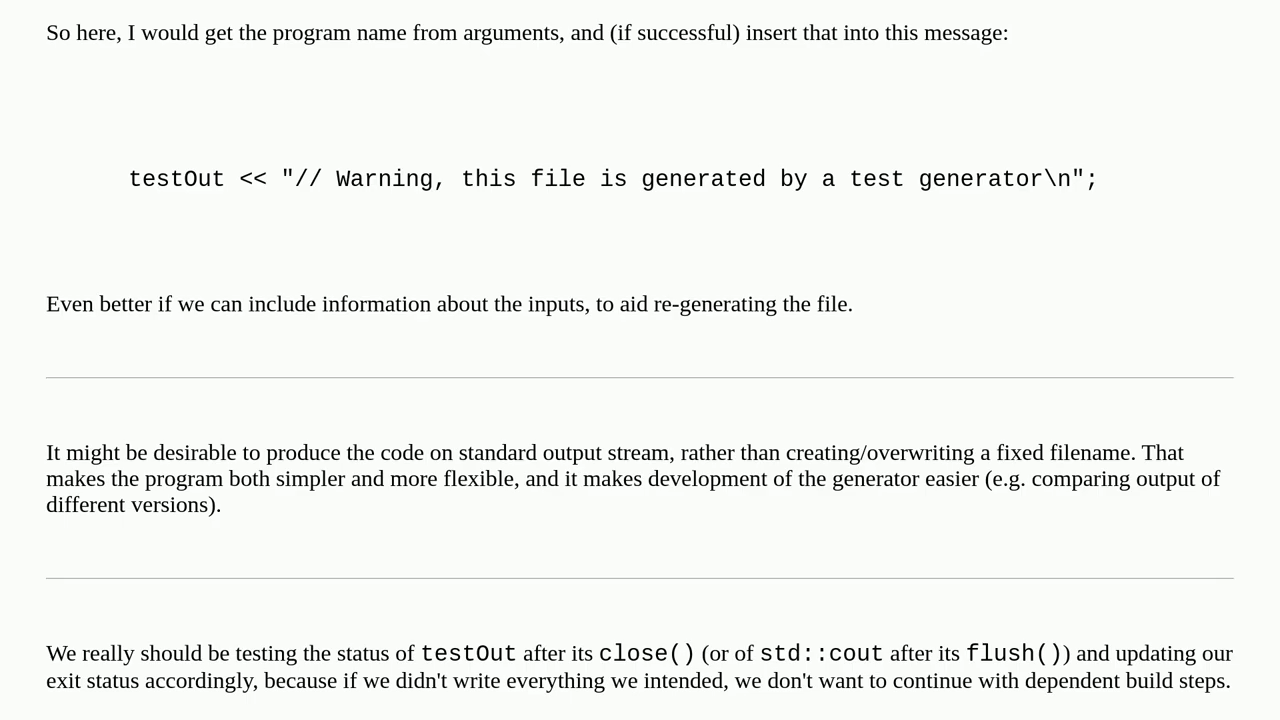 So here, I would get the program name from arguments, and (if successful) insert that into this message:
testOut << "// Warning, this file is generated by a test generator\n";
Even better if we can include information about the inputs, to aid re-generating the file.
It might be desirable to produce the code on standard output stream, rather than creating/overwriting a fixed filename. That
makes the program both simpler and more flexible, and it makes development of the generator easier (e.g. comparing output of
different versions).
We really should be testing the status of testOut after its close() (or of std::cout after its flush()) and updating our
exit status accordingly, because if we didn't write everything we intended, we don't want to continue with dependent build steps.